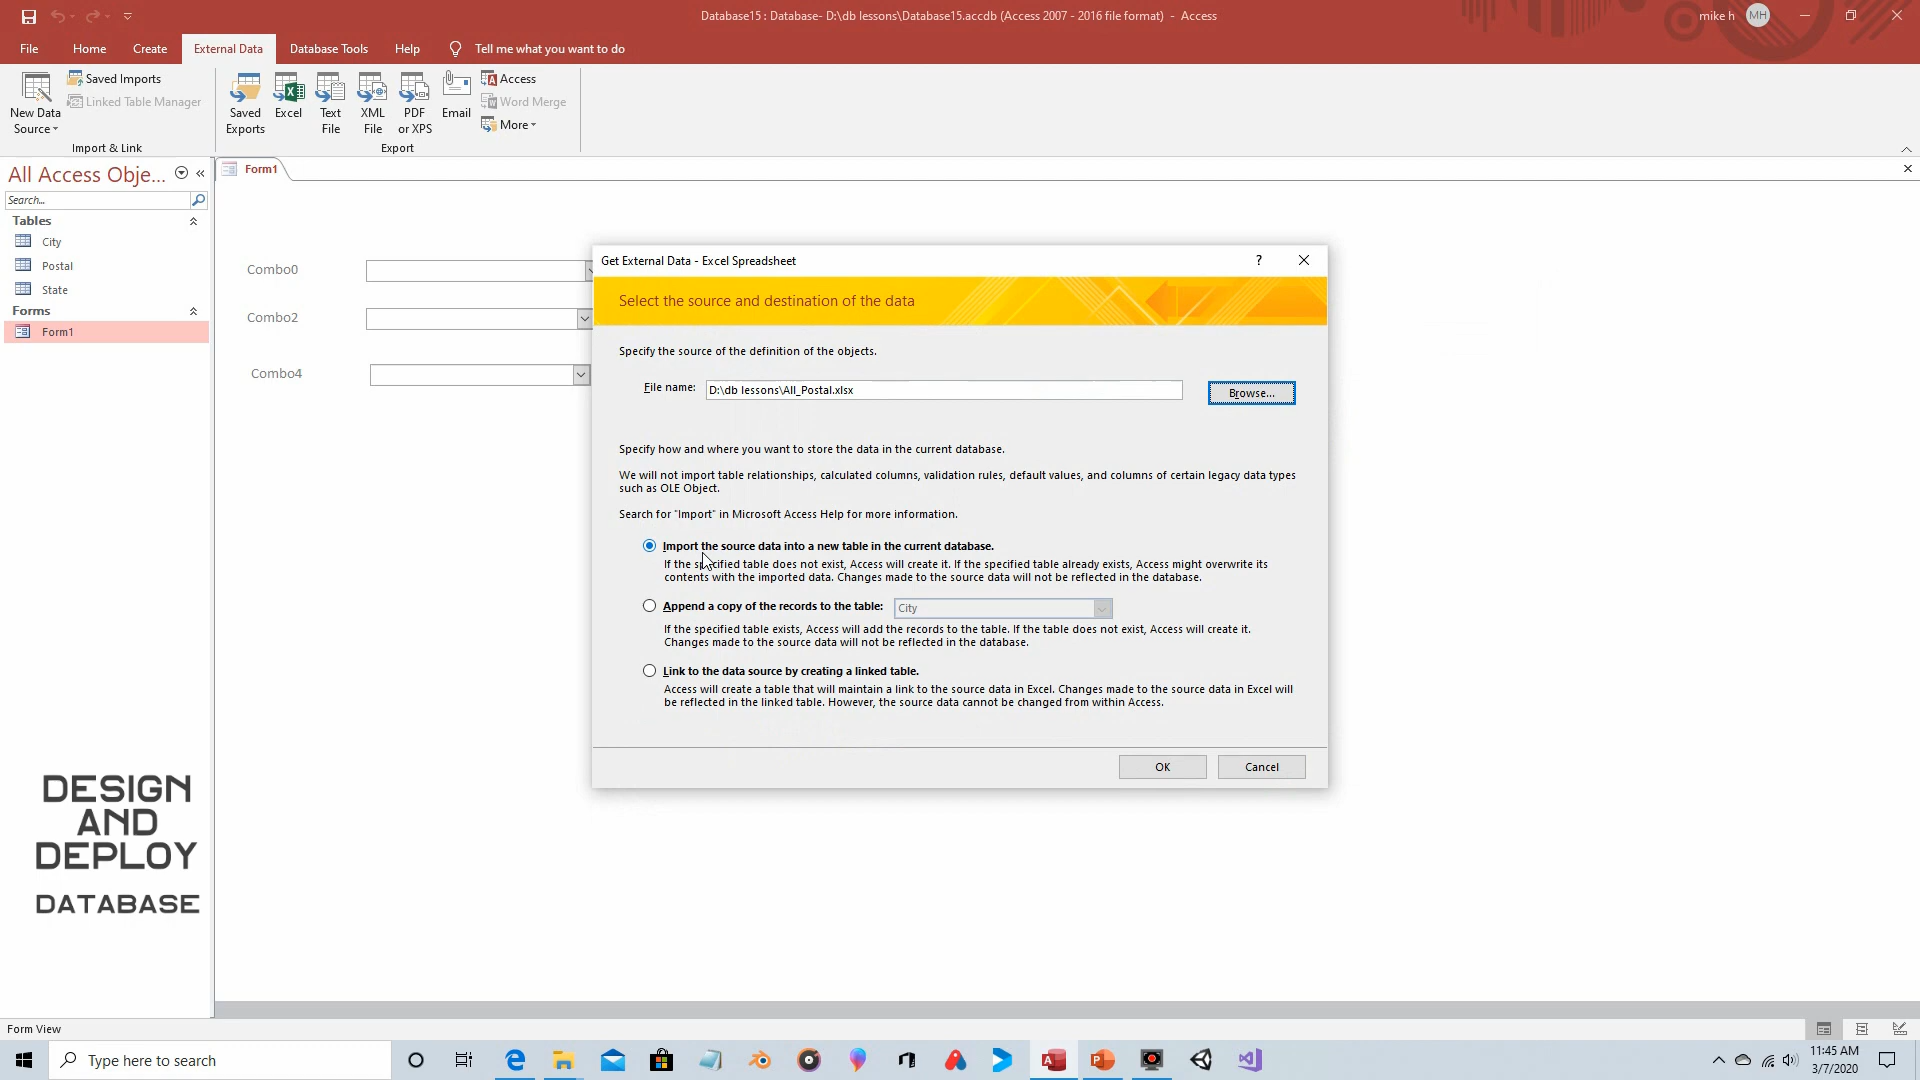 Database15 : Database- D:\db lessons\Database15.accdb (Access 2007 - 2016 file format) - Access
mike h
MH
File
Home
Create
External Data
Database Tools
Help
Tell me what you want to do
New Data
Source
Saved Imports
Linked Table Manager
Import & Link
Saved
Exports
Excel
Text
File
XML
File
PDF
or XPS
Email
Access
Word Merge
More
Export
All Access Obje...
Search...
Tables
City
Postal
State
Forms
Form1
Form1
Combo0
Combo2
Combo4
Get External Data - Excel Spreadsheet
?
Select the source and destination of the data
Specify the source of the definition of the objects.
File name:
D:\db lessons\All_Postal.xlsx
Browse...
Specify how and where you want to store the data in the current database.
We will not import table relationships, calculated columns, validation rules, default values, and columns of certain legacy data types
such as OLE Object.
Search for "Import" in Microsoft Access Help for more information.
Import the source data into a new table in the current database.
If the specified table does not exist, Access will create it. If the specified table already exists, Access might overwrite its
contents with the imported data. Changes made to the source data will not be reflected in the database.
Append a copy of the records to the table:
City
If the specified table exists, Access will add the records to the table. If the table does not exist, Access will create it.
Changes made to the source data will not be reflected in the database.
Link to the data source by creating a linked table.
Access will create a table that will maintain a link to the source data in Excel. Changes made to the source data in Excel will
be reflected in the linked table. However, the source data cannot be changed from within Access.
OK
Cancel
DESIGN
AND
DEPLOY
DATABASE
Form View
Type here to search
11:45 AM
3/7/2020